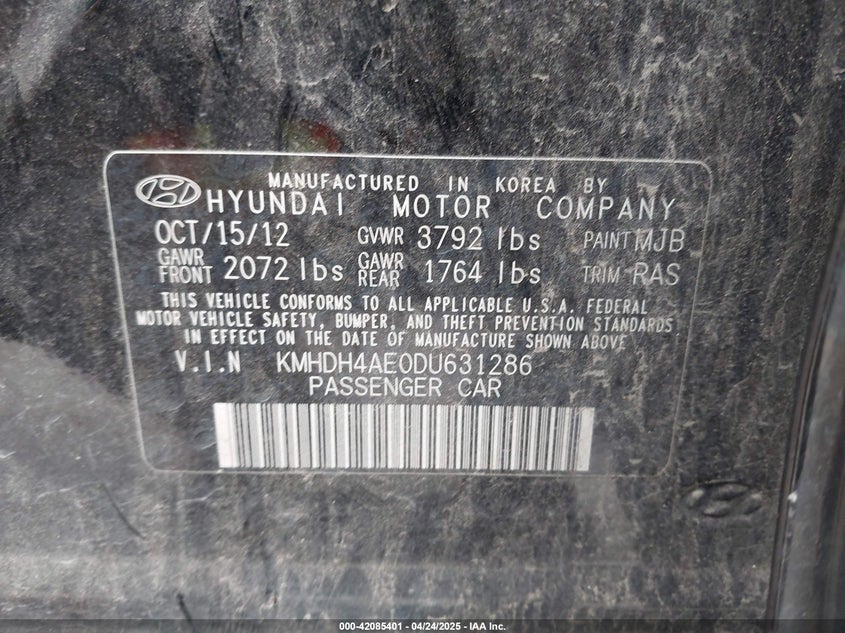 MANUFACTURED IN KOREA BY
HYUNDAI MOTOR COMPANY
OCT/15/12 GVWR 3792 lbs PAINT MJB
GAWR FRONT 2072 lbs GAWR REAR 1764 lbs TRIM RAS
THIS VEHICLE CONFORMS TO ALL APPLICABLE U.S.A. FEDERAL
MOTOR VEHICLE SAFETY, BUMPER, AND THEFT PREVENTION STANDARDS
IN EFFECT ON THE DATE OF MANUFACTURE SHOWN ABOVE.
V.I.N KMHDH4AE0DU631286
PASSENGER CAR
000-42085401 - 04/24/2025 - IAA Inc.